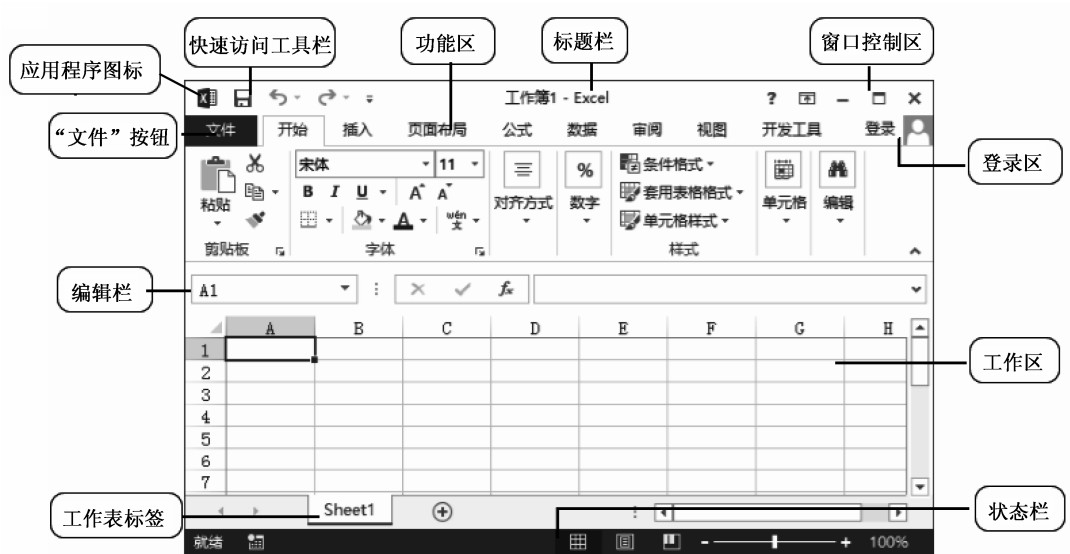 应用程序图标
快速访问工具栏
功能区
标题栏
窗口控制区
工作簿1 - Excel
?
“文件”按钮
文件 开始 插入 页面布局 公式 数据 审阅 视图 开发工具 登录
登录区
粘贴
剪贴板
宋体 11
B I U A A
A wén 文
字体
对齐方式
%
数字
条件格式
套用表格格式
单元格样式
样式
单元格
编辑
编辑栏
A1 fx
A B C D E F G H
1
2
3
4
5
6
7
工作区
工作表标签
Sheet1
状态栏
就绪 100%